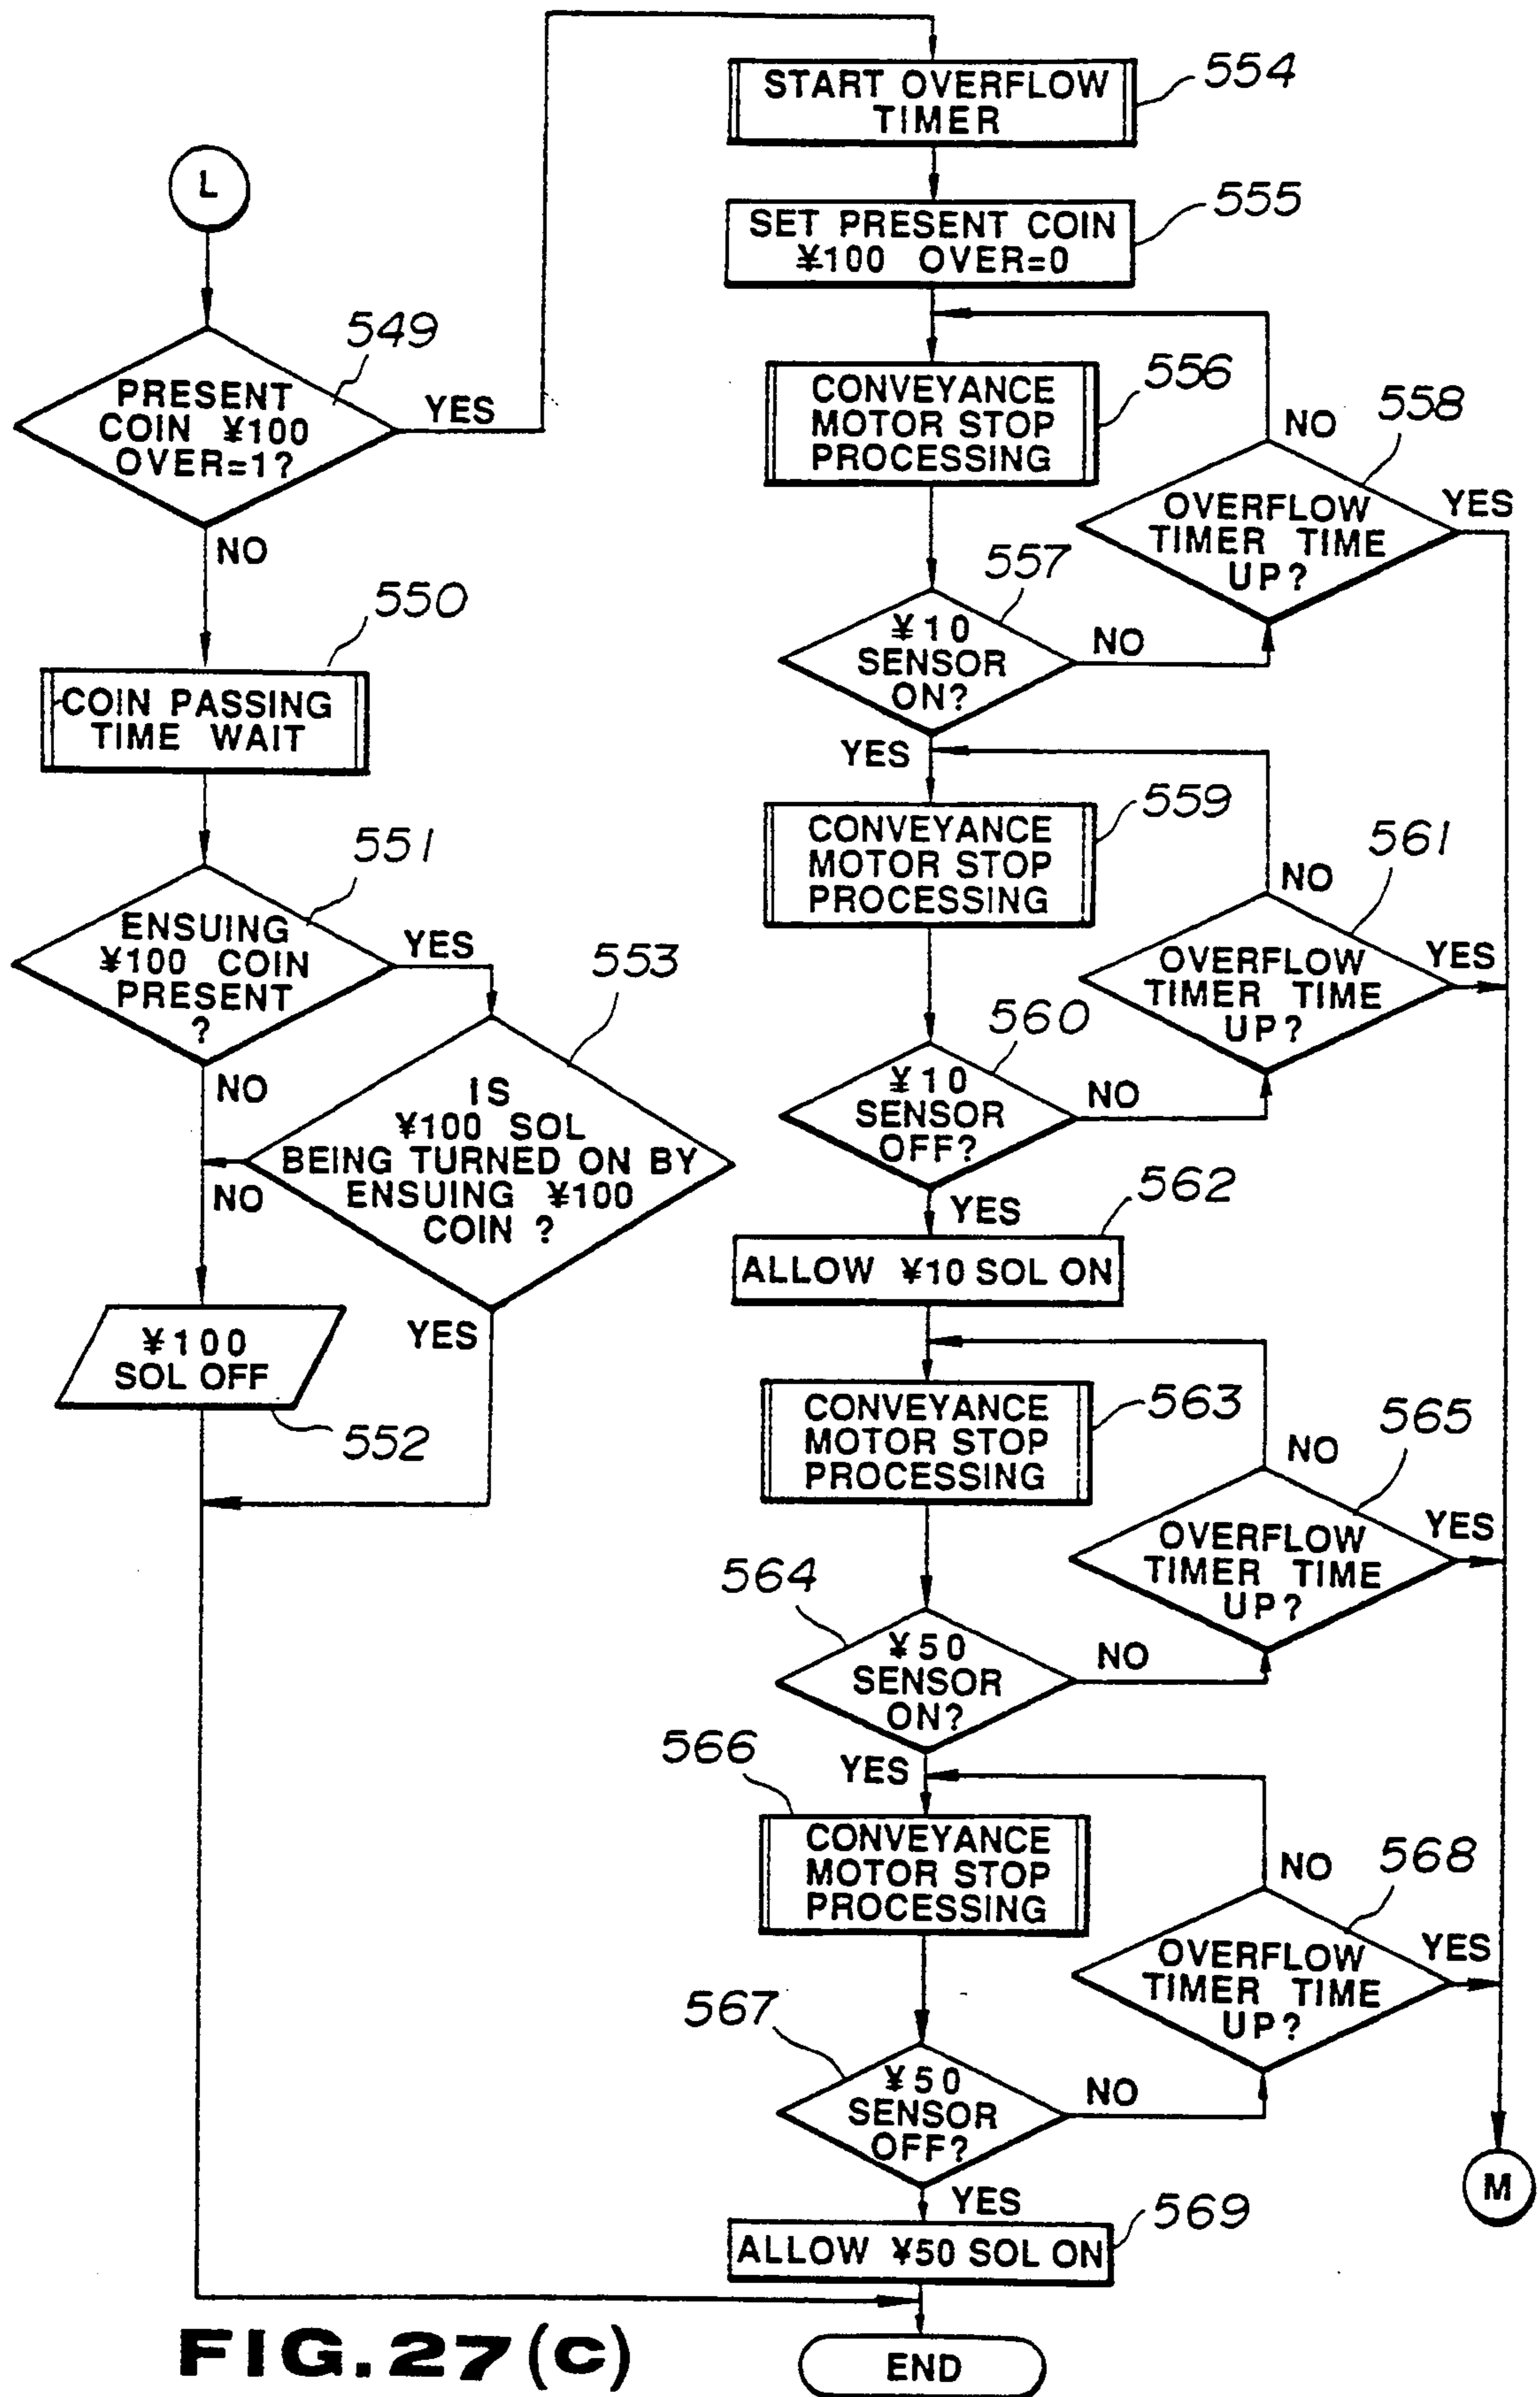 L
549
PRESENT
COIN ¥100
OVER=1?
YES
NO
550
COIN PASSING
TIME WAIT
551
ENSUING
¥100 COIN
PRESENT
?
YES
NO
553
IS
¥100 SOL
BEING TURNED ON BY
ENSUING ¥100
COIN ?
NO
YES
¥100
SOL OFF
552
START OVERFLOW
TIMER
554
SET PRESENT COIN
¥100 OVER=0
555
CONVEYANCE
MOTOR STOP
PROCESSING
556
557
¥10
SENSOR
ON?
NO
YES
558
NO
OVERFLOW
TIMER TIME
UP?
YES
CONVEYANCE
MOTOR STOP
PROCESSING
559
560
¥10
SENSOR
OFF?
NO
YES
561
NO
OVERFLOW
TIMER TIME
UP?
YES
562
ALLOW ¥10 SOL ON
CONVEYANCE
MOTOR STOP
PROCESSING
563
564
¥50
SENSOR
ON?
NO
YES
565
NO
OVERFLOW
TIMER TIME
UP?
YES
566
CONVEYANCE
MOTOR STOP
PROCESSING
567
¥50
SENSOR
OFF?
NO
YES
568
NO
OVERFLOW
TIMER TIME
UP?
YES
M
569
ALLOW ¥50 SOL ON
END
FIG.27(c)